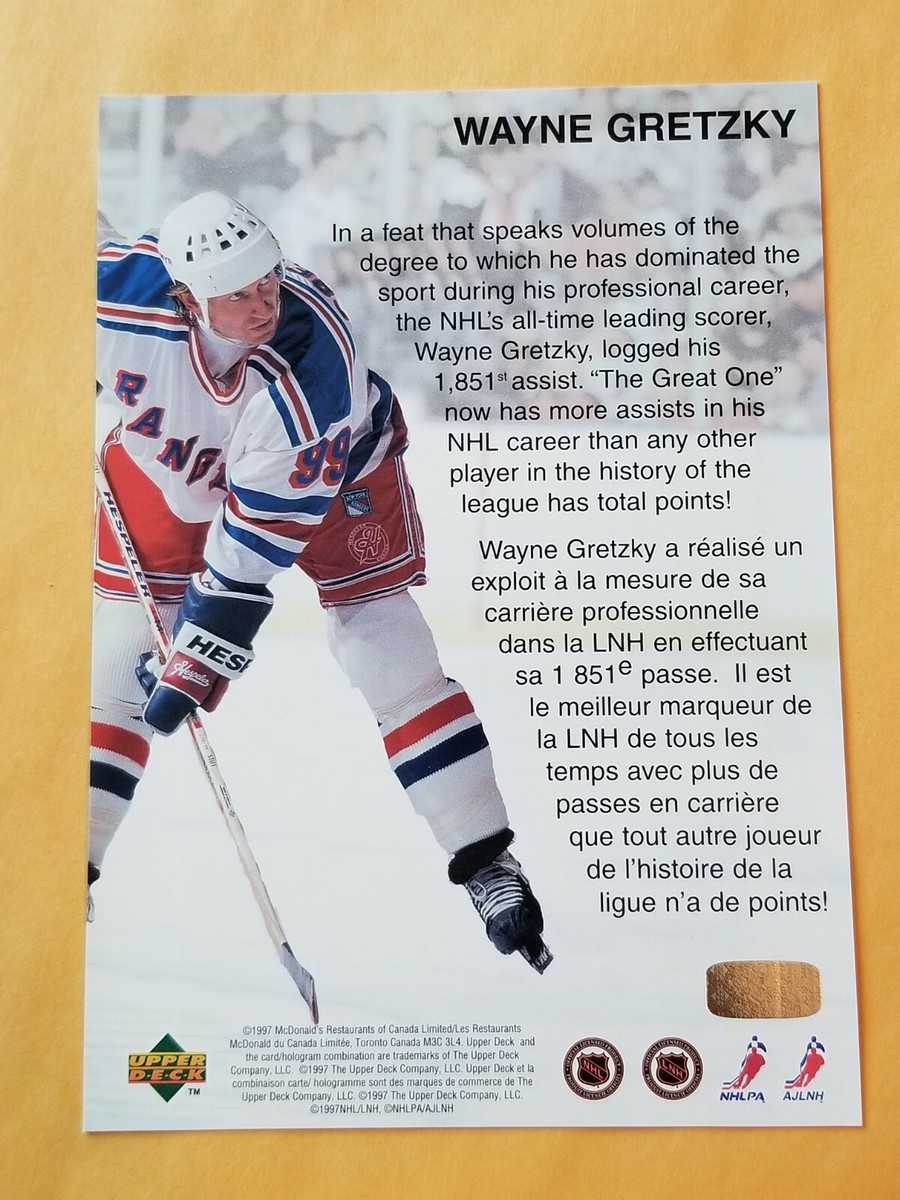 WAYNE GRETZKY
In a feat that speaks volumes of the
degree to which he has dominated the
sport during his professional career,
the NHL's all-time leading scorer,
Wayne Gretzky, logged his
1,851st assist. “The Great One”
now has more assists in his
NHL career than any other
player in the history of the
league has total points!
Wayne Gretzky a réalisé un
exploit à la mesure de sa
carrière professionnelle
dans la LNH en effectuant
sa 1 851e passe. Il est
le meilleur marqueur de
la LNH de tous les
temps avec plus de
passes en carrière
que tout autre joueur
de l'histoire de la
ligue n'a de points!
RANGE
99
NEW YORK
HESPELER
HESP
Hespeler
©1997 McDonald's Restaurants of Canada Limited/Les Restaurants
McDonald du Canada Limitée, Toronto Canada M3C 3L4. Upper Deck and
the card/hologram combination are trademarks of The Upper Deck
Company, LLC. ©1997 The Upper Deck Company, LLC. Upper Deck et la
combinaison carte/ hologramme sont des marques de commerce de The
Upper Deck Company, LLC. ©1997 The Upper Deck Company, LLC.
©1997NHL/LNH, ©NHLPA/AJLNH
UPPER
D·E·C·K
TM
NHL
LNH
NHLPA
AJLNH